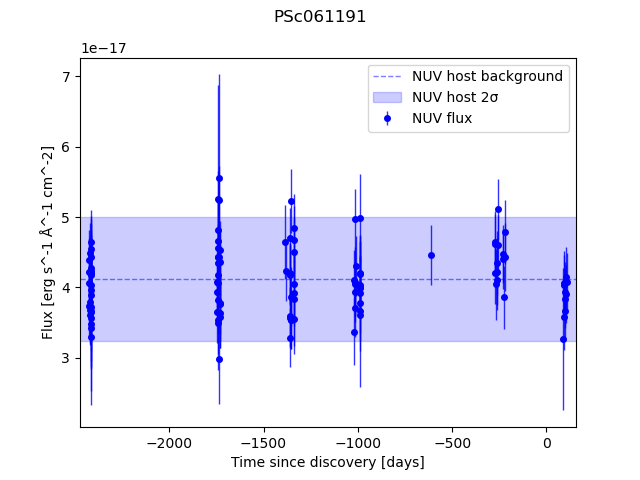 PSc061191
1e−17
NUV host background
NUV host 2σ
NUV flux
7
6
5
4
3
Flux [erg s^-1 Å^-1 cm^-2]
−2000
−1500
−1000
−500
0
Time since discovery [days]